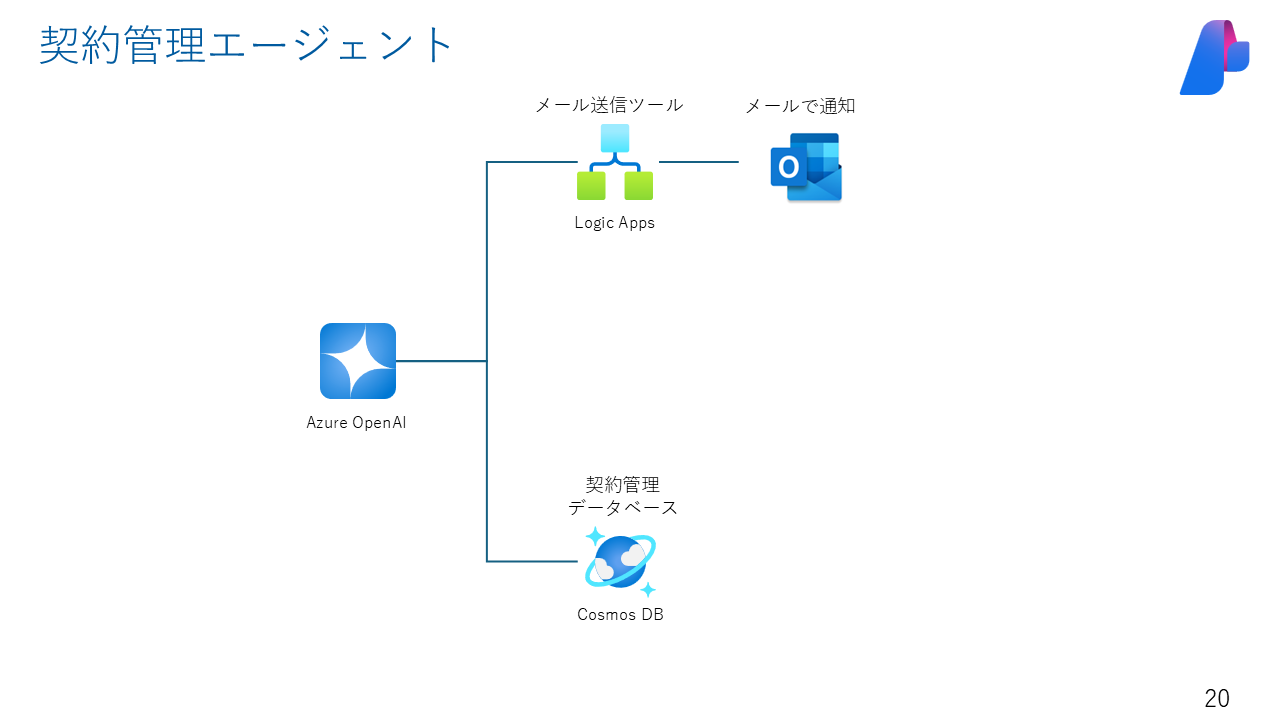 契約管理エージェント
メール送信ツール
メールで通知
O
Logic Apps
Azure OpenAI
契約管理
データベース
Cosmos DB
20